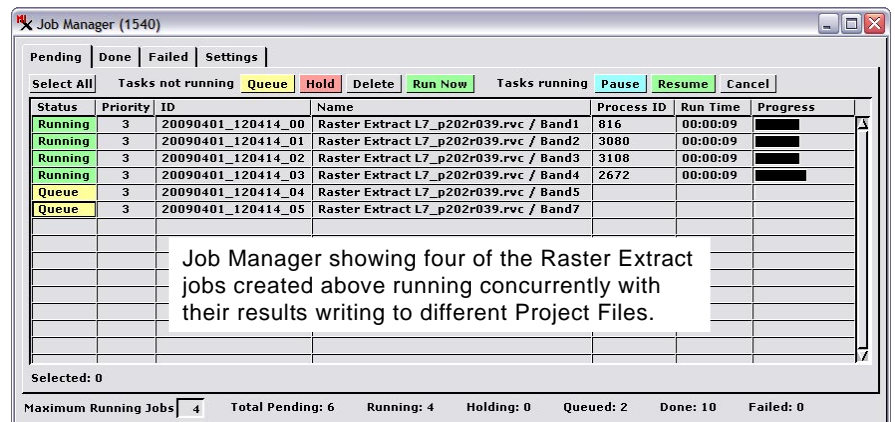 Job Manager (1540)
Pending Done Failed Settings
Select All Tasks not running Queue Hold Delete Run Now Tasks running Pause Resume Cancel
Status Priority ID Name Process ID Run Time Progress
Running 3 20090401_120414_00 Raster Extract L7_p202r039.rvc / Band1 816 00:00:09
Running 3 20090401_120414_01 Raster Extract L7_p202r039.rvc / Band2 3080 00:00:09
Running 3 20090401_120414_02 Raster Extract L7_p202r039.rvc / Band3 3108 00:00:09
Running 3 20090401_120414_03 Raster Extract L7_p202r039.rvc / Band4 2672 00:00:09
Queue 3 20090401_120414_04 Raster Extract L7_p202r039.rvc / Band5
Queue 3 20090401_120414_05 Raster Extract L7_p202r039.rvc / Band7
Job Manager showing four of the Raster Extract
jobs created above running concurrently with
their results writing to different Project Files.
Selected: 0
Maximum Running Jobs 4 Total Pending: 6 Running: 4 Holding: 0 Queued: 2 Done: 10 Failed: 0